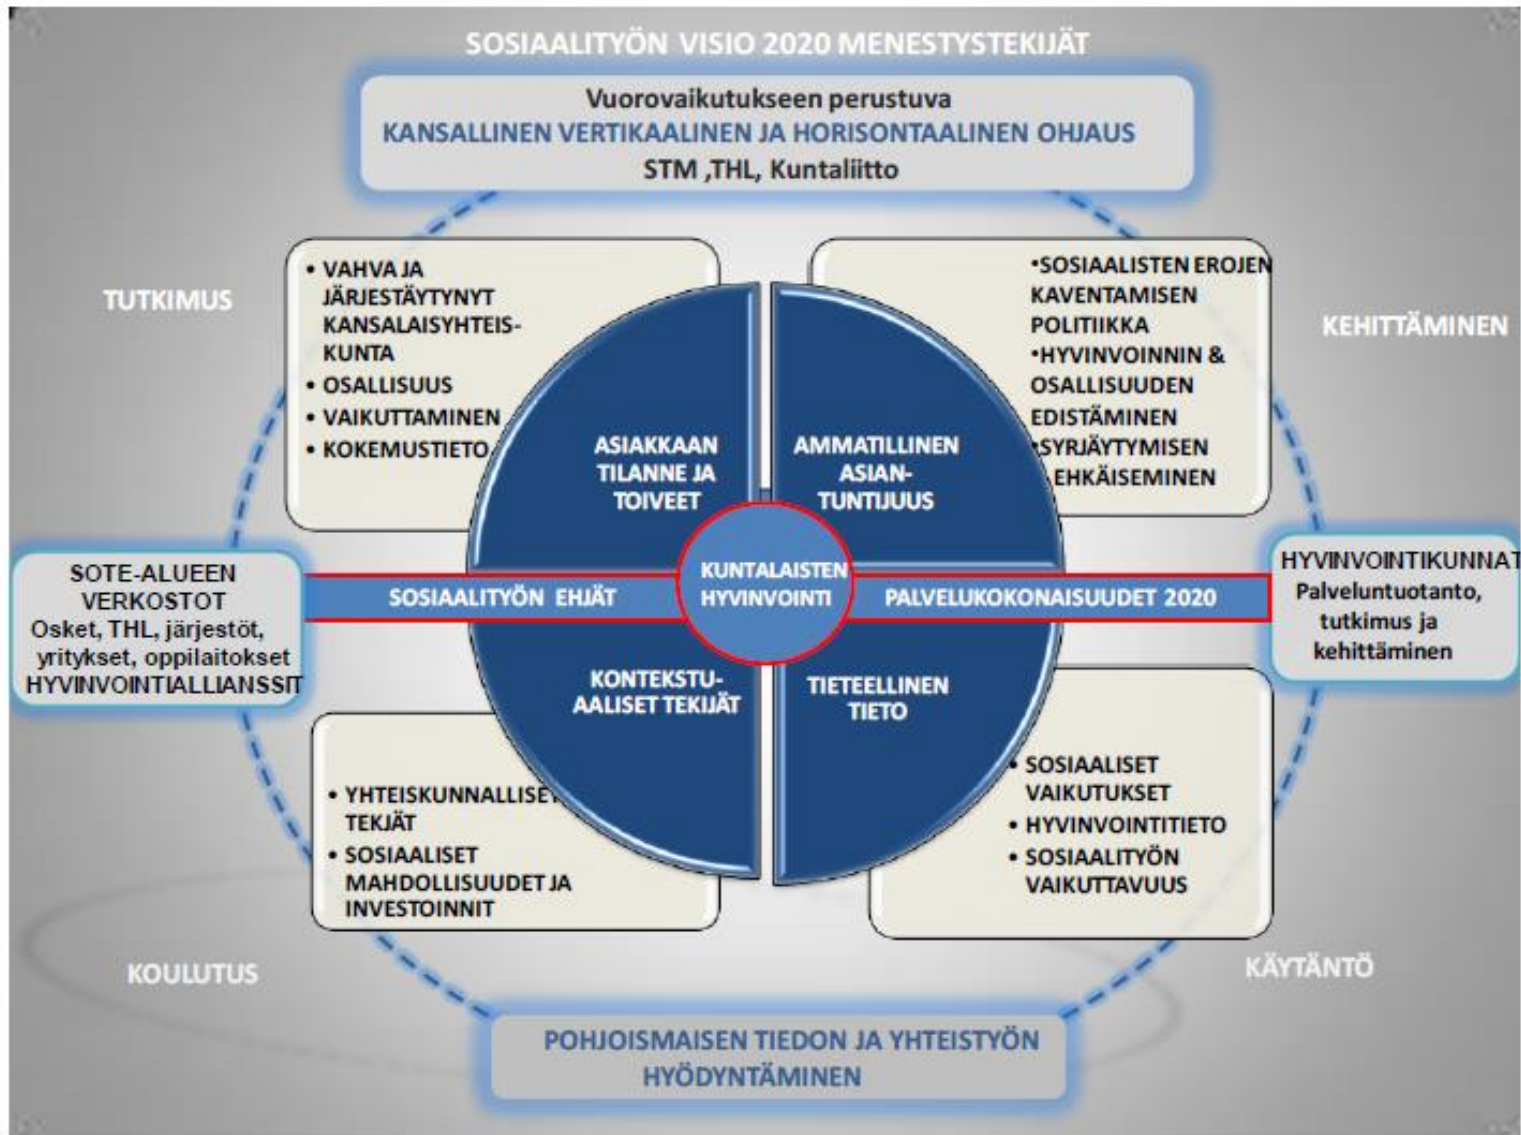 SOSIAALITYÖN VISIO 2020 MENESTYSTEKIJÄT
Vuorovaikutukseen perustuva
KANSALLINEN VERTIKAALINEN JA HORISONTAALINEN OHJAUS
STM ,THL, Kuntaliitto
TUTKIMUS
• VAHVA JA
JÄRJESTÄYTYNYT
KANSALAISYHTEIS-
KUNTA
• OSALLISUUS
• VAIKUTTAMINEN
• KOKEMUSTIETO
•SOSIAALISTEN EROJEN
KAVENTAMISEN
POLITIIKKA
•HYVINVOINNIN &
OSALLISUUDEN
EDISTÄMINEN
•SYRJÄYTYMISEN
EHKÄISEMINEN
KEHITTÄMINEN
ASIAKKAAN
TILANNE JA
TOIVEET
AMMATILLINEN
ASIAN-
TUNTIJUUS
SOTE-ALUEEN
VERKOSTOT
Osket, THL, järjestöt,
yritykset, oppilaitokset
HYVINVOINTIALLIANSSIT
SOSIAALITYÖN EHJÄT
KUNTALAISTEN
HYVINVOINTI
PALVELUKOKONAISUUDET 2020
HYVINVOINTIKUNNAT
Palveluntuotanto,
tutkimus ja
kehittäminen
KONTEKSTU-
AALISET TEKIJÄT
TIETEELLINEN
TIETO
• YHTEISKUNNALLISET
TEKJÄT
• SOSIAALISET
MAHDOLLISUUDET JA
INVESTOINNIT
• SOSIAALISET
VAIKUTUKSET
• HYVINVOINTITIETO
• SOSIAALITYÖN
VAIKUTTAVUUS
KOULUTUS
KÄYTÄNTÖ
POHJOISMAISEN TIEDON JA YHTEISTYÖN
HYÖDYNTÄMINEN